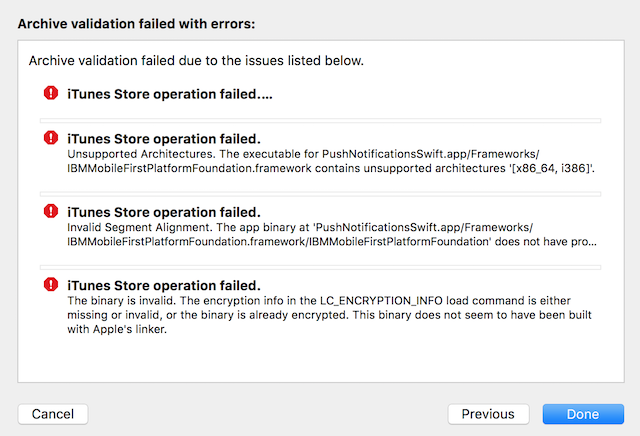 Archive validation failed with errors:
Archive validation failed due to the issues listed below.
iTunes Store operation failed....
iTunes Store operation failed.
Unsupported Architectures. The executable for PushNotificationsSwift.app/Frameworks/
IBMMobileFirstPlatformFoundation.framework contains unsupported architectures '[x86_64, i386]'.
iTunes Store operation failed.
Invalid Segment Alignment. The app binary at 'PushNotificationsSwift.app/Frameworks/
IBMMobileFirstPlatformFoundation.framework/IBMMobileFirstPlatformFoundation' does not have pro...
iTunes Store operation failed.
The binary is invalid. The encryption info in the LC_ENCRYPTION_INFO load command is either
missing or invalid, or the binary is already encrypted. This binary does not seem to have been built
with Apple's linker.
Cancel
Previous
Done